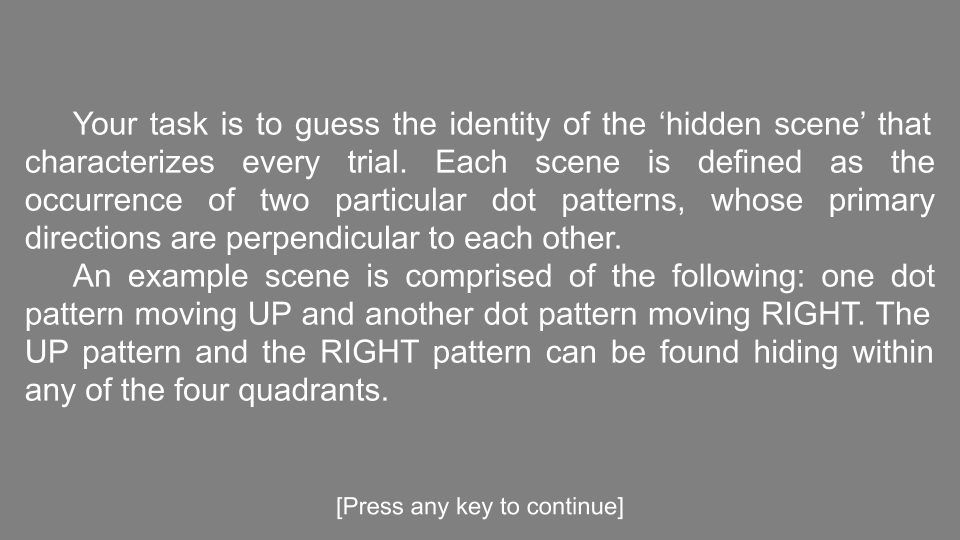 Your task is to guess the identity of the ‘hidden scene’ that
characterizes every trial. Each scene is defined as the
occurrence of two particular dot patterns, whose primary
directions are perpendicular to each other.
An example scene is comprised of the following: one dot
pattern moving UP and another dot pattern moving RIGHT. The
UP pattern and the RIGHT pattern can be found hiding within
any of the four quadrants.
[Press any key to continue]